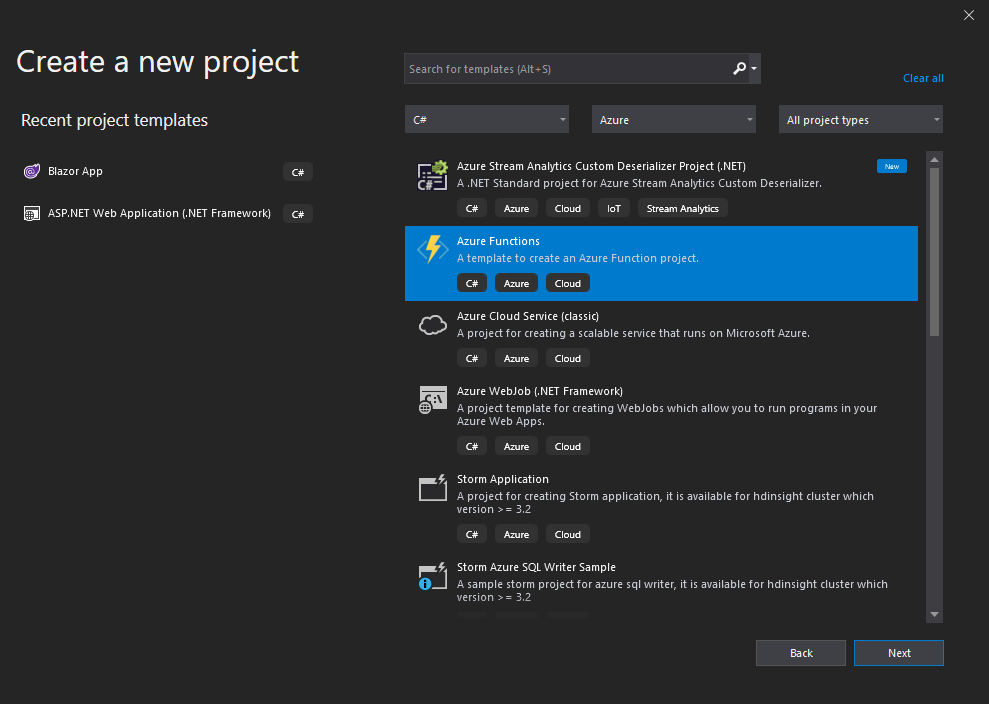 Create a new project
Recent project templates
Blazor App C#
ASP.NET Web Application (.NET Framework) C#
Search for templates (Alt+S)
Clear all
C# Azure All project types
Azure Stream Analytics Custom Deserializer Project (.NET) New
A .NET Standard project for Azure Stream Analytics Custom Deserializer.
C# Azure Cloud IoT Stream Analytics
Azure Functions
A template to create an Azure Function project.
C# Azure Cloud
Azure Cloud Service (classic)
A project for creating a scalable service that runs on Microsoft Azure.
C# Azure Cloud
Azure WebJob (.NET Framework)
A project template for creating WebJobs which allow you to run programs in your
Azure Web Apps.
C# Azure Cloud
Storm Application
A project for creating Storm application, it is available for hdinsight cluster which
version >= 3.2
C# Azure Cloud
Storm Azure SQL Writer Sample
A sample storm project for azure sql writer, it is available for hdinsight cluster which
version >= 3.2
Back Next